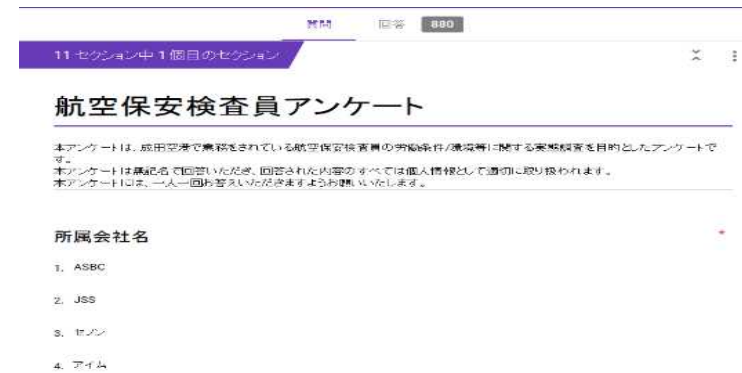 質問 回答 880
11 セクション中 1 個目のセクション
航空保安検査員アンケート
本アンケートは、成田空港で業務をされている航空保安検査員の労働条件/環境等に関する実態調査を目的としたアンケートで
す。
本アンケートは無記名で回答いただき、回答された内容のすべては個人情報として適切に取り扱われます。
本アンケートには、一人一回お答えいただきますようお願いいたします。
所属会社名 *
1. ASBC
2. JSS
3. セノン
4. アイム